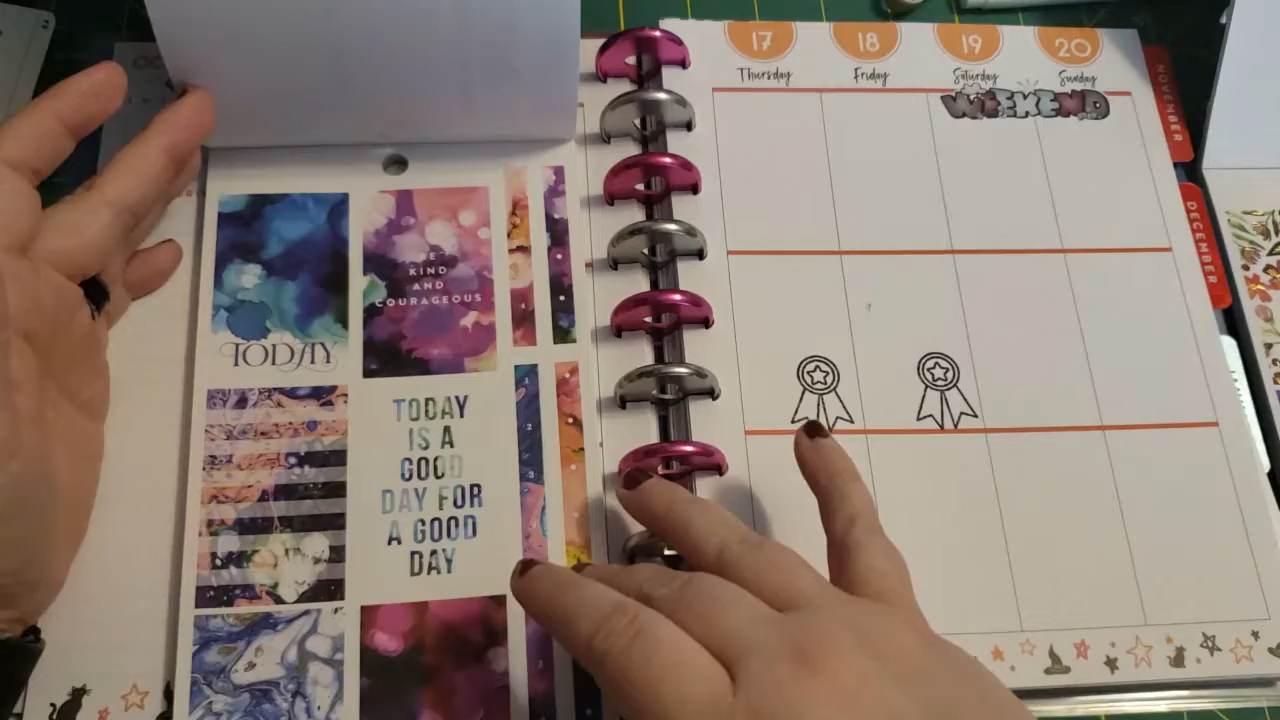 17
18
19
20
Thursday
Friday
Saturday
Sunday
WEEKEND
NOVEMBER
DECEMBER
TODAY
BE
KIND
AND
COURAGEOUS
TODAY
IS A
GOOD
DAY FOR
A GOOD
DAY